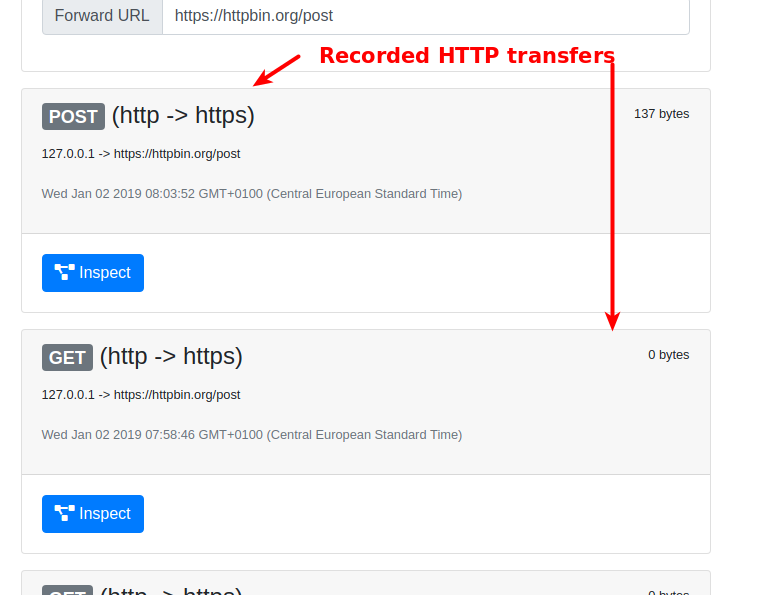 Forward URL https://httpbin.org/post
Recorded HTTP transfers
POST (http -> https) 137 bytes
127.0.0.1 -> https://httpbin.org/post
Wed Jan 02 2019 08:03:52 GMT+0100 (Central European Standard Time)
Inspect
GET (http -> https) 0 bytes
127.0.0.1 -> https://httpbin.org/post
Wed Jan 02 2019 07:58:46 GMT+0100 (Central European Standard Time)
Inspect
GET (http -> https) 0 bytes